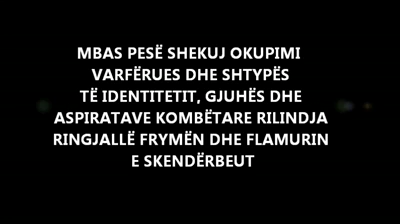 MBAS PESË SHEKUJ OKUPIMI
VARFËRUES DHE SHTYPËS
TË IDENTITETIT, GJUHËS DHE
ASPIRATAVE KOMBËTARE RILINDJA
RINGJALLË FRYMËN DHE FLAMURIN
E SKENDËRBEUT